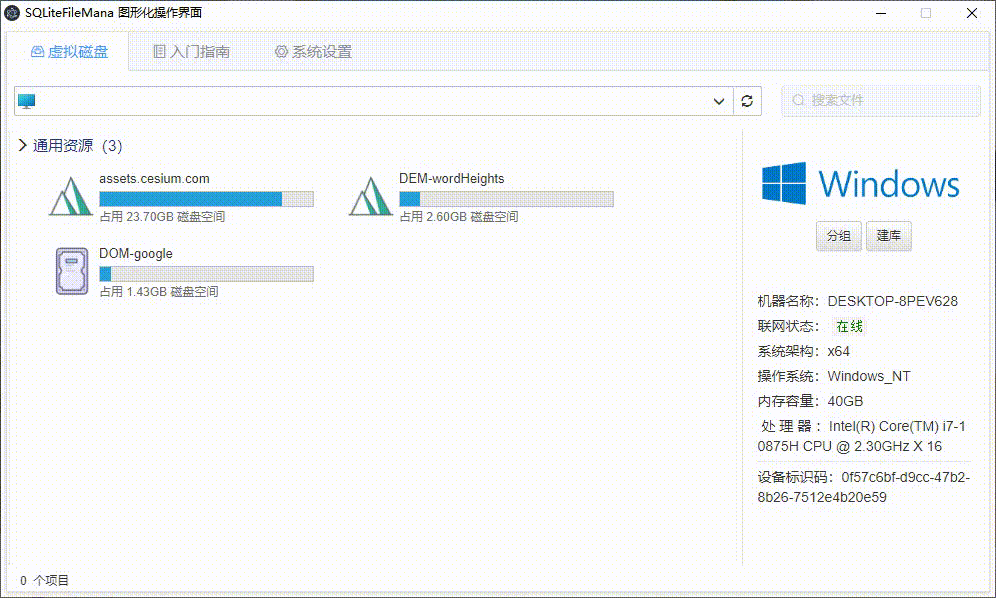 SQLiteFileMana 图形化操作界面
虚拟磁盘 入门指南 系统设置
搜索文件
通用资源 (3)
assets.cesium.com
占用 23.70GB 磁盘空间
DEM-wordHeights
占用 2.60GB 磁盘空间
DOM-google
占用 1.43GB 磁盘空间
Windows
分组 建库
机器名称：DESKTOP-8PEV628
联网状态： 在线
系统架构：x64
操作系统：Windows_NT
内存容量：40GB
处 理 器 ：Intel(R) Core(TM) i7-1
0875H CPU @ 2.30GHz X 16
设备标识码：0f57c6bf-d9cc-47b2-
8b26-7512e4b20e59
0 个项目